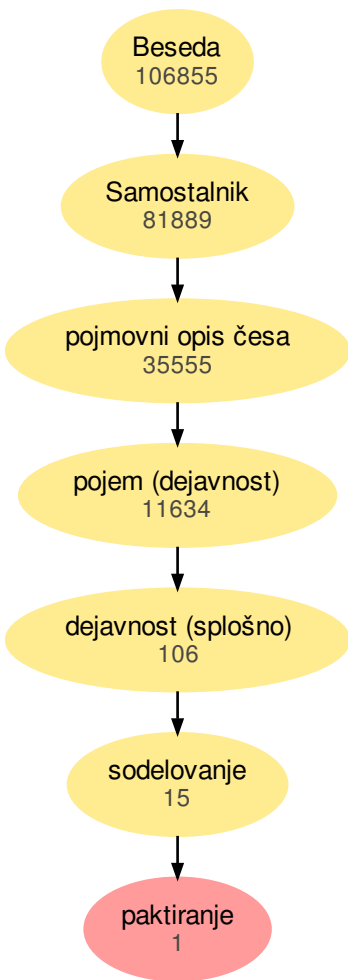 Beseda
106855
Samostalnik
81889
pojmovni opis česa
35555
pojem (dejavnost)
11634
dejavnost (splošno)
106
sodelovanje
15
paktiranje
1